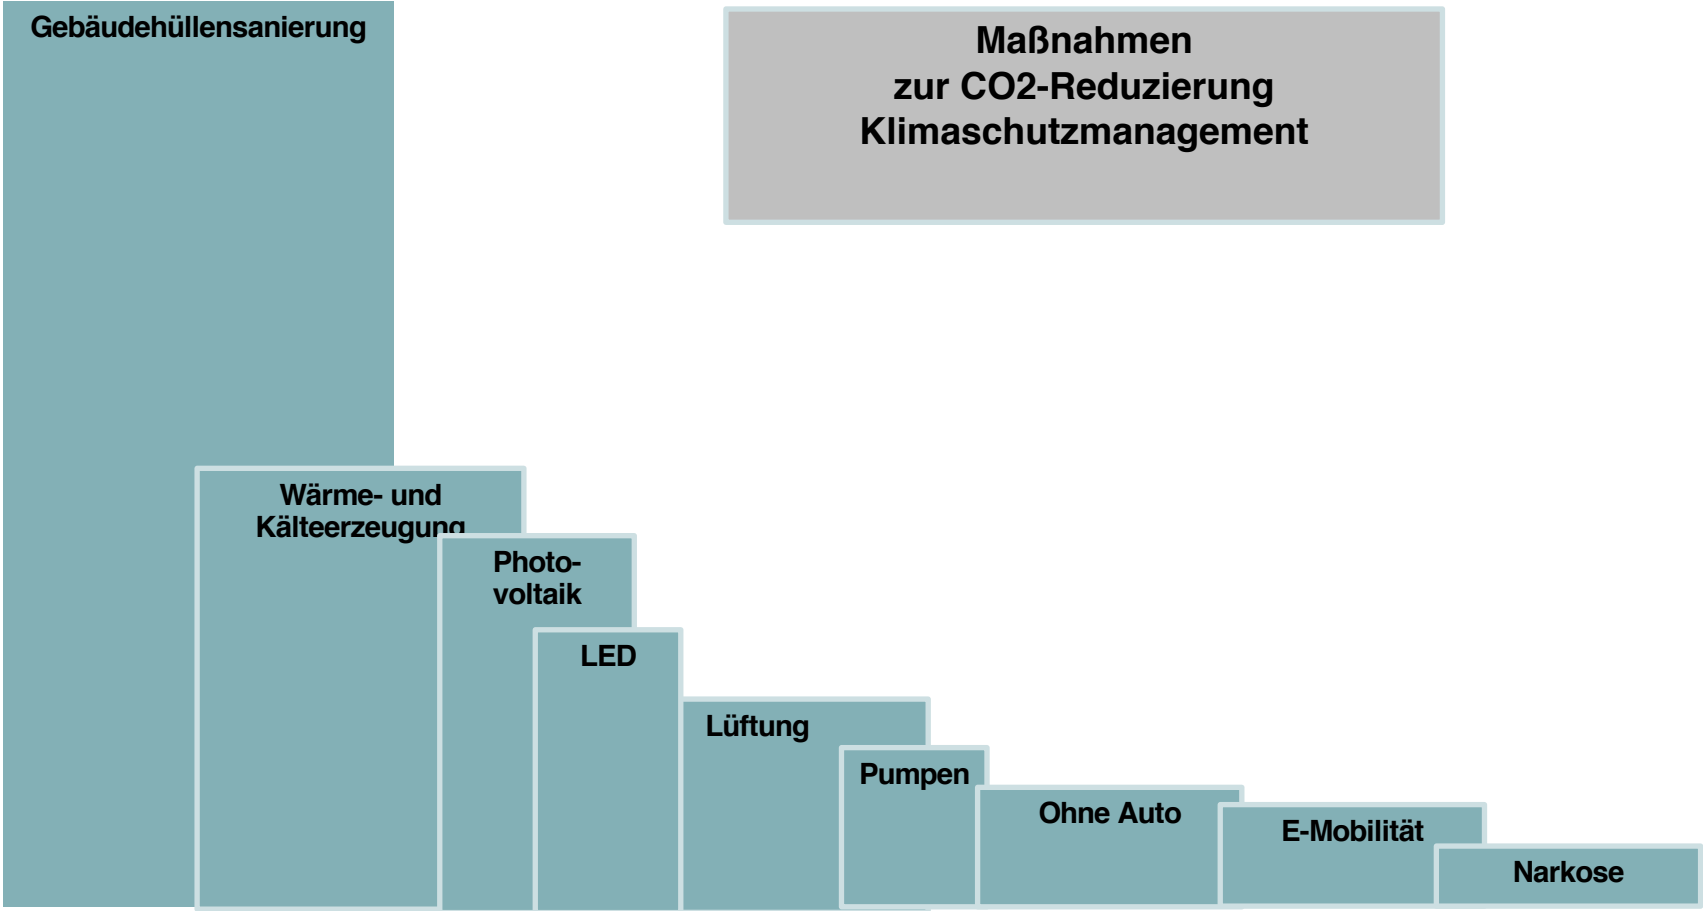 Gebäudehüllensanierung
Maßnahmen
zur CO2-Reduzierung
Klimaschutzmanagement
Wärme- und
Kälteerzeugung
Photo-
voltaik
LED
Lüftung
Pumpen
Ohne Auto
E-Mobilität
Narkose